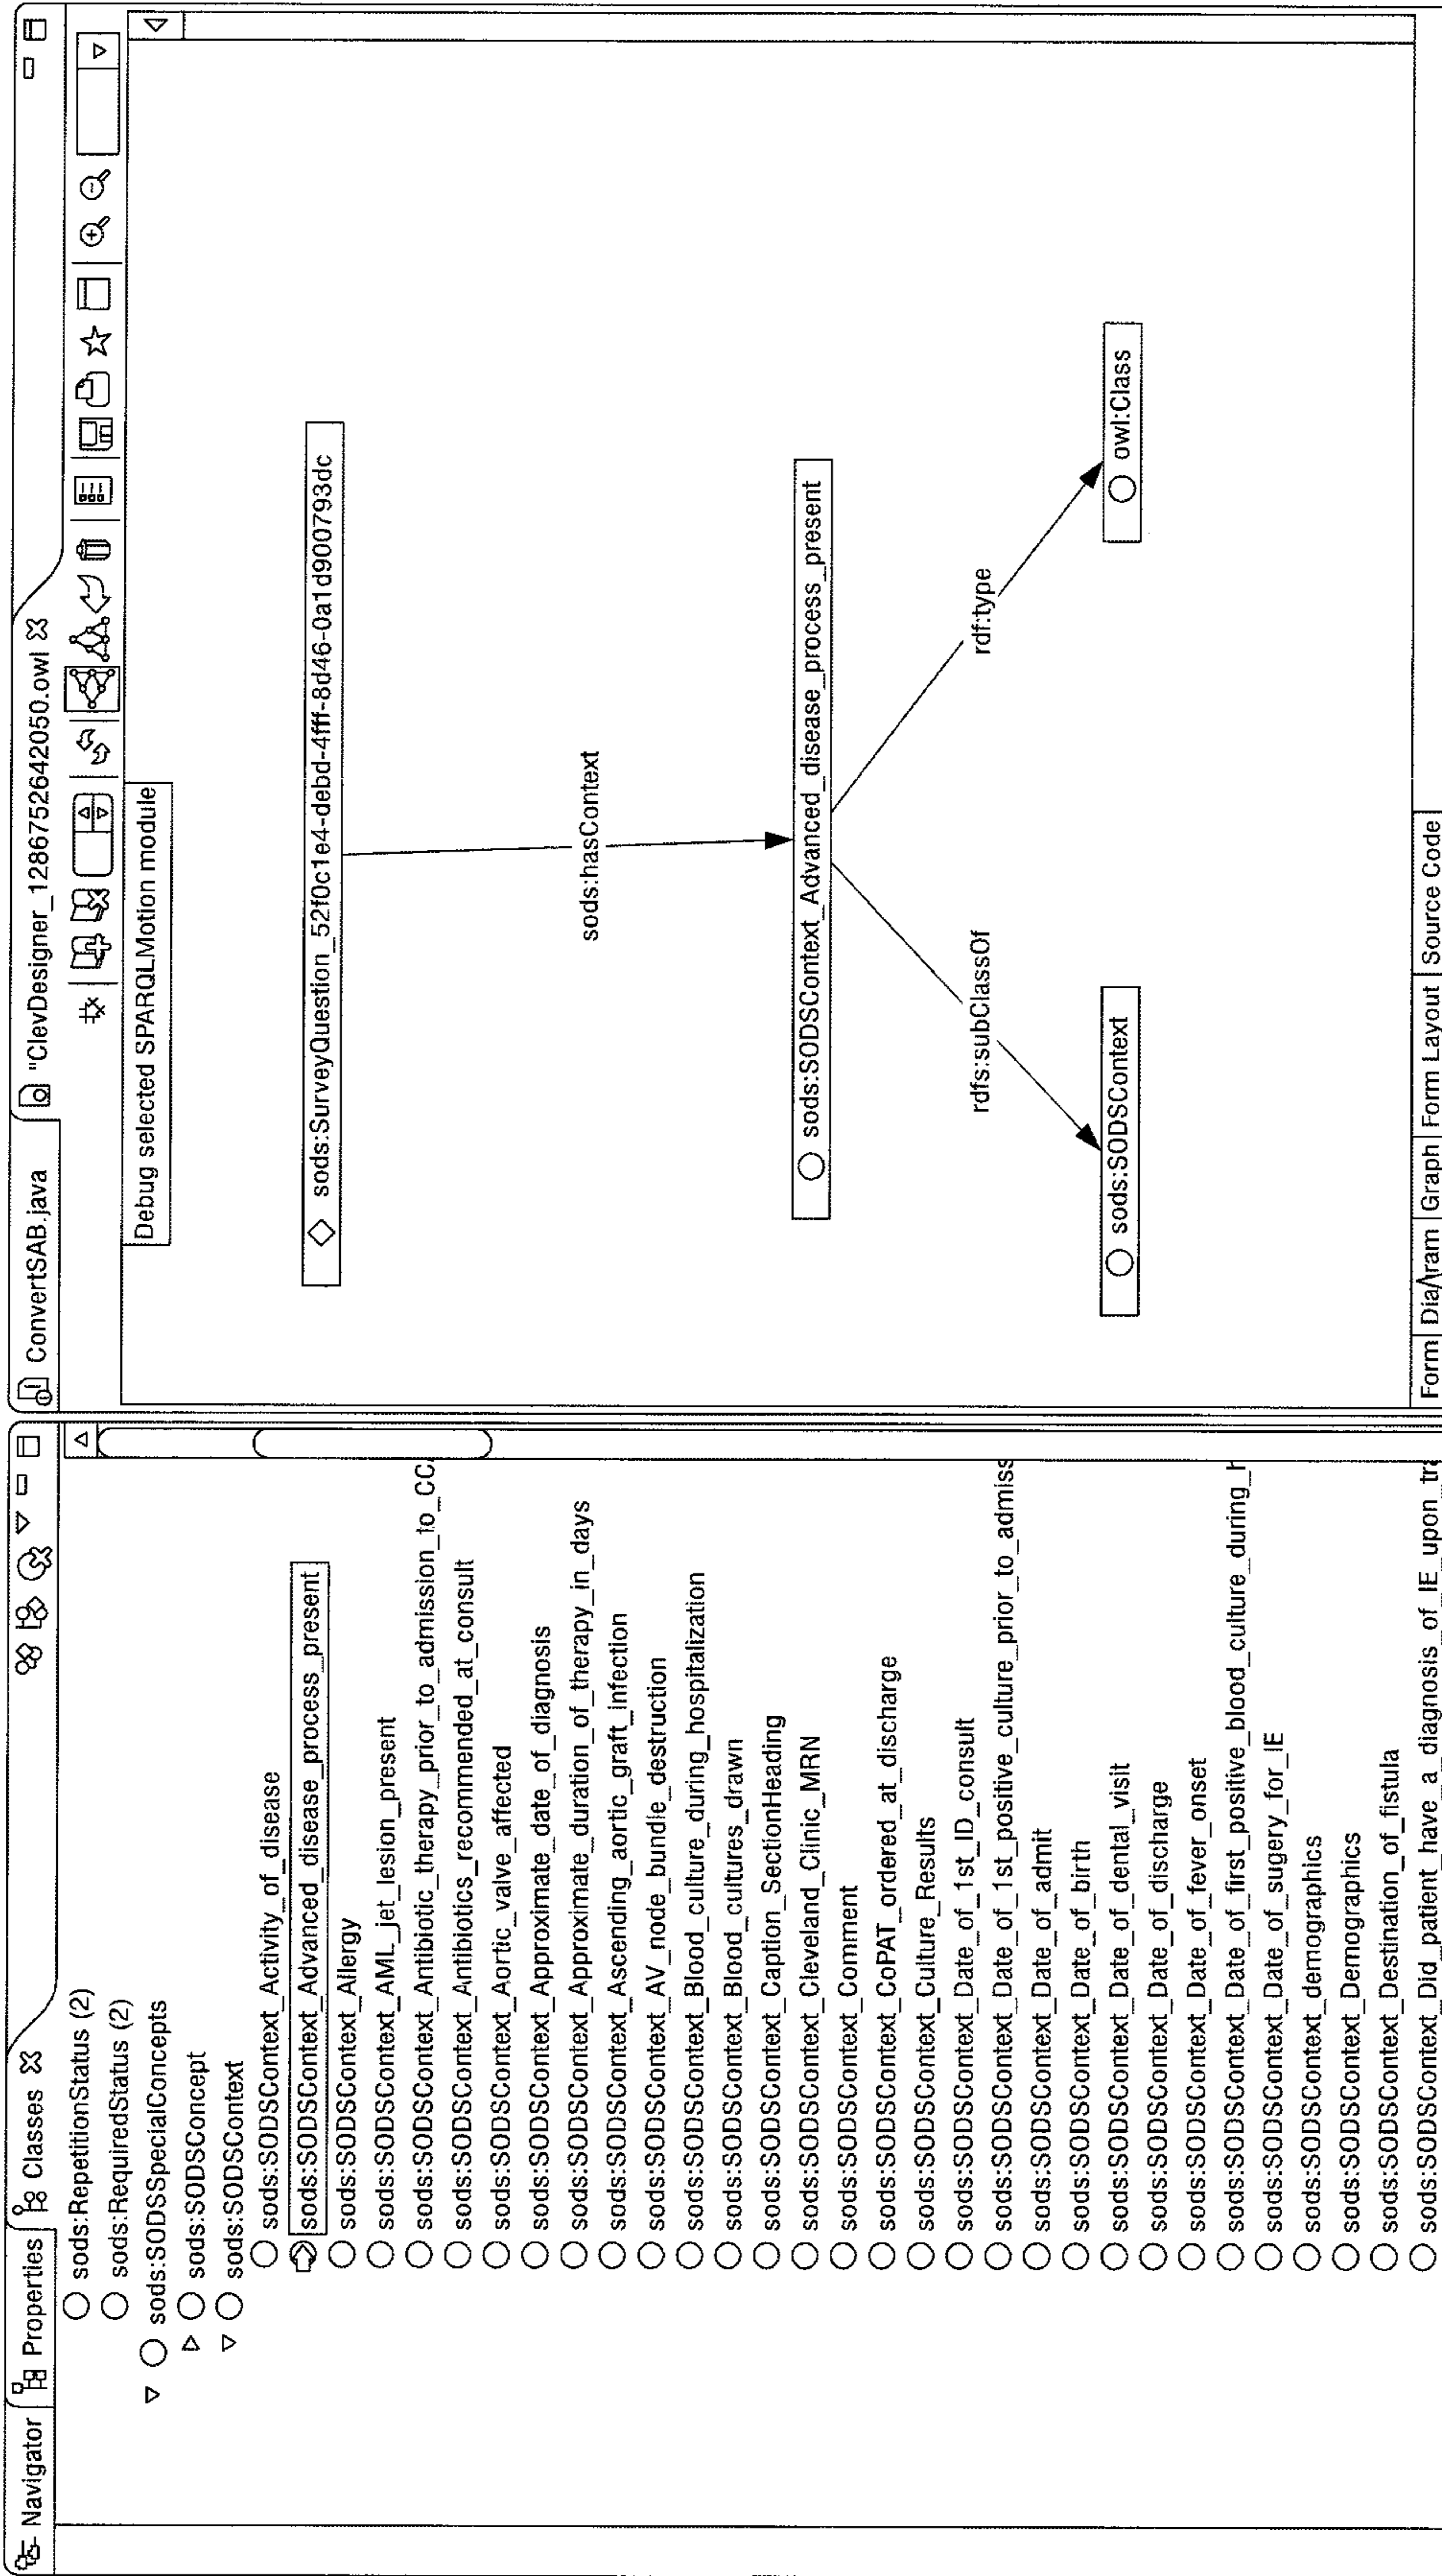 Navigator
Properties
Classes
sods:RepetitionStatus (2)
sods:RequiredStatus (2)
sods:SODSSpecialConcepts
sods:SODSConcept
sods:SODSContext
sods:SODSContext_Activity_of_disease
sods:SODSContext_Advanced_disease_process_present
sods:SODSContext_Allergy
sods:SODSContext_AML_jet_lesion_present
sods:SODSContext_Antibiotic_therapy_prior_to_admission_to_CC
sods:SODSContext_Antibiotics_recommended_at_consult
sods:SODSContext_Aortic_valve_affected
sods:SODSContext_Approximate_date_of_diagnosis
sods:SODSContext_Approximate_duration_of_therapy_in_days
sods:SODSContext_Ascending_aortic_graft_infection
sods:SODSContext_AV_node_bundle_destruction
sods:SODSContext_Blood_culture_during_hospitalization
sods:SODSContext_Blood_cultures_drawn
sods:SODSContext_Caption_SectionHeading
sods:SODSContext_Cleveland_Clinic_MRN
sods:SODSContext_Comment
sods:SODSContext_CoPAT_ordered_at_discharge
sods:SODSContext_Culture_Results
sods:SODSContext_Date_of_1st_ID_consult
sods:SODSContext_Date_of_1st_positive_culture_prior_to_admiss
sods:SODSContext_Date_of_admit
sods:SODSContext_Date_of_birth
sods:SODSContext_Date_of_dental_visit
sods:SODSContext_Date_of_discharge
sods:SODSContext_Date_of_fever_onset
sods:SODSContext_Date_of_first_positive_blood_culture_during_h
sods:SODSContext_Date_of_sugery_for_IE
sods:SODSContext_demographics
sods:SODSContext_Demographics
sods:SODSContext_Destination_of_fistula
sods:SODSContext_Did_patient_have_a_diagnosis_of_IE_upon_tra
ConvertSAB.java
"ClevDesigner_1286752642050.owl
Debug selected SPARQLMotion module
sods:SurveyQuestion_52f0c1e4-debd-4fff-8d46-0a1d900793dc
sods:hasContext
sods:SODSContext_Advanced_disease_process_present
rdfs:subClassOf
rdf:type
sods:SODSContext
owl:Class
Form
Dia/\ram
Graph
Form Layout
Source Code